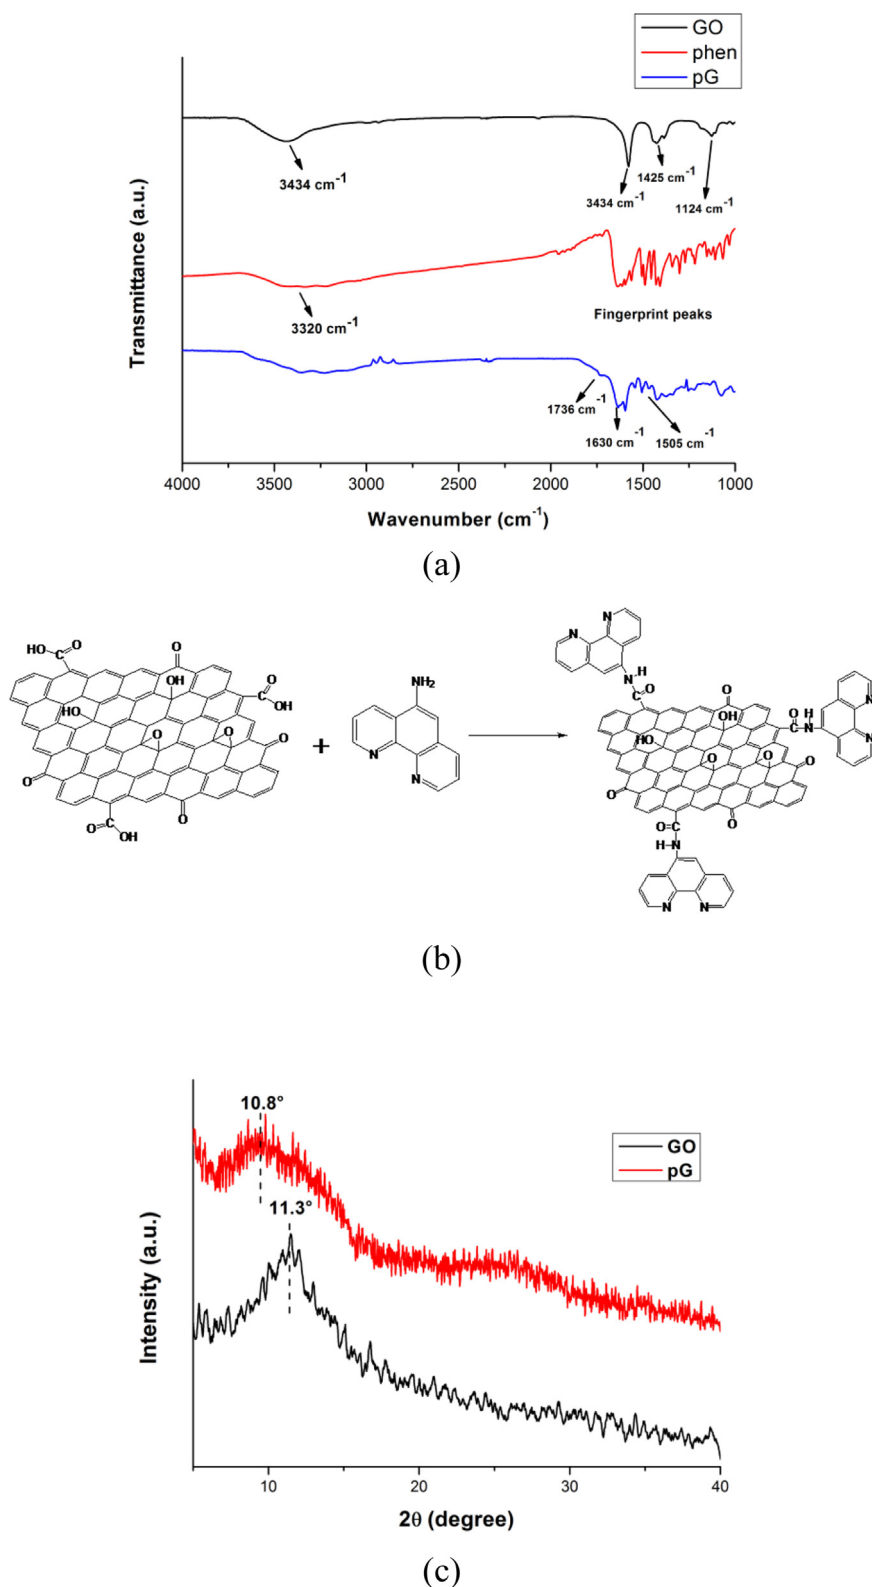 GO
phen
pG
3434 cm-1
3434 cm-1
1425 cm-1
1124 cm-1
3320 cm-1
Fingerprint peaks
1736 cm-1
1630 cm-1
1505 cm-1
Transmittance (a.u.)
4000 3500 3000 2500 2000 1500 1000
Wavenumber (cm-1)
(a)
HO C O
O
OH
HO
O
C
OH
O
O
O
O
O
O C
OH
+
NH2
N
N
N
N
H
N
C
O
O
OH
HO
O
C
H
N
N
N
O
O
O
O
O
O=C
H-N
N
N
(b)
10.8°
11.3°
GO
pG
Intensity (a.u.)
10 20 30 40
2θ (degree)
(c)